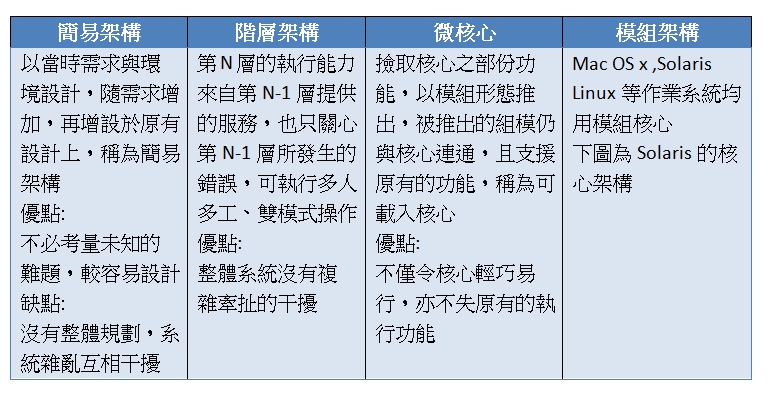 簡易架構
以當時需求與環
境設計，隨需求增
加，再增設於原有
設計上，稱為簡易
架構
優點:
不必考量未知的
難題，較容易設計
缺點:
沒有整體規劃，系
統雜亂互相干擾
階層架構
第 N 層的執行能力
來自第 N-1 層提供
的服務，也只關心
第 N-1 層所發生的
錯誤，可執行多人
多工、雙模式操作
優點:
整體系統沒有複
雜牽扯的干擾
微核心
撿取核心之部份功
能，以模組形態推
出，被推出的組模仍
與核心連通，且支援
原有的功能，稱為可
載入核心
優點:
不僅令核心輕巧易
行，亦不失原有的執
行功能
模組架構
Mac OS x ,Solaris
Linux 等作業系統均
用模組核心
下圖為 Solaris 的核
心架構